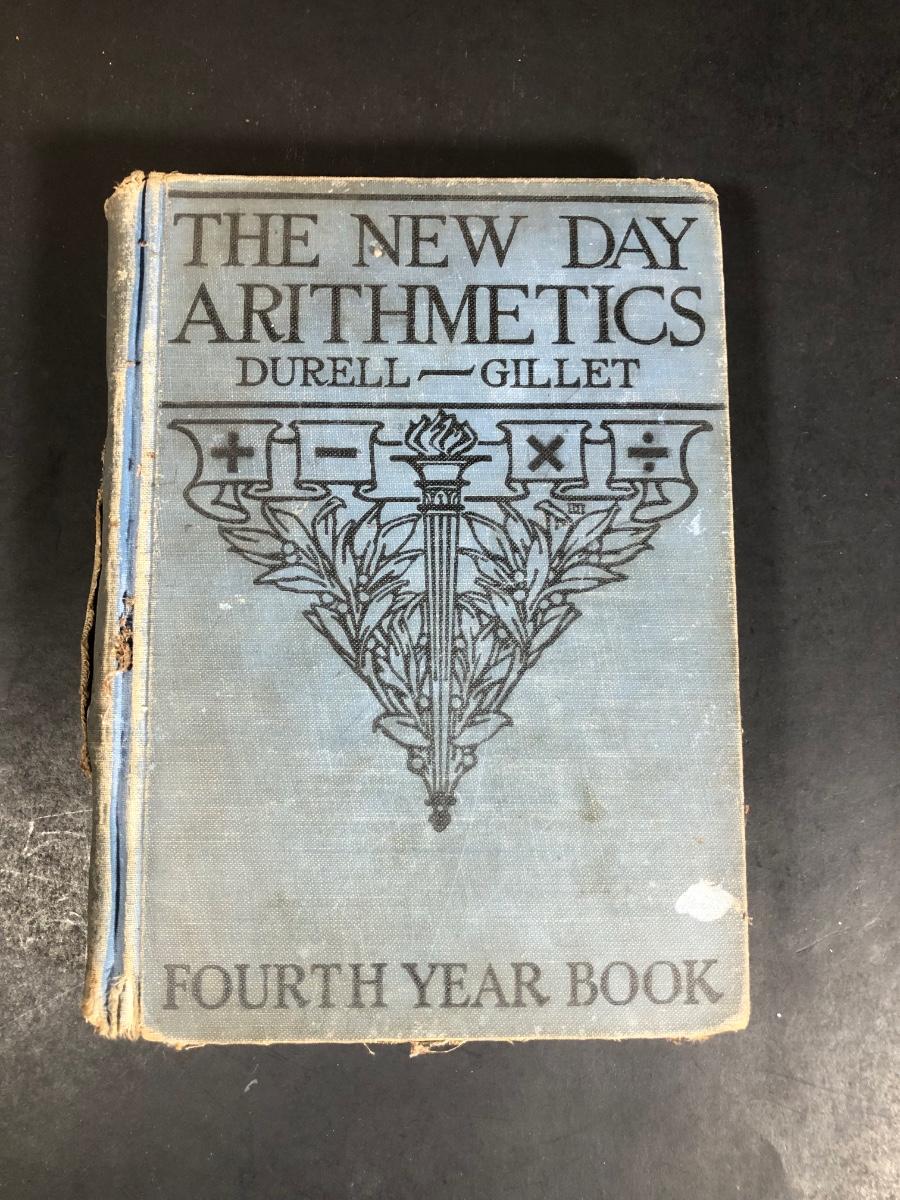 THE NEW DAY
ARITHMETICS
DURELL — GILLET
+ − × ÷
FOURTH YEAR BOOK